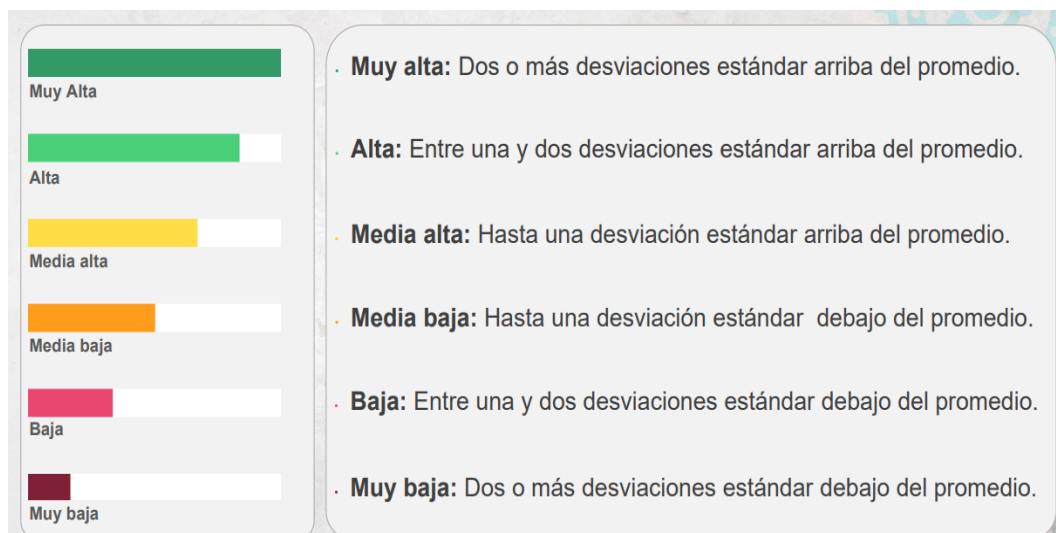 Muy Alta
Alta
Media alta
Media baja
Baja
Muy baja
· Muy alta: Dos o más desviaciones estándar arriba del promedio.
· Alta: Entre una y dos desviaciones estándar arriba del promedio.
· Media alta: Hasta una desviación estándar arriba del promedio.
· Media baja: Hasta una desviación estándar debajo del promedio.
· Baja: Entre una y dos desviaciones estándar debajo del promedio.
· Muy baja: Dos o más desviaciones estándar debajo del promedio.